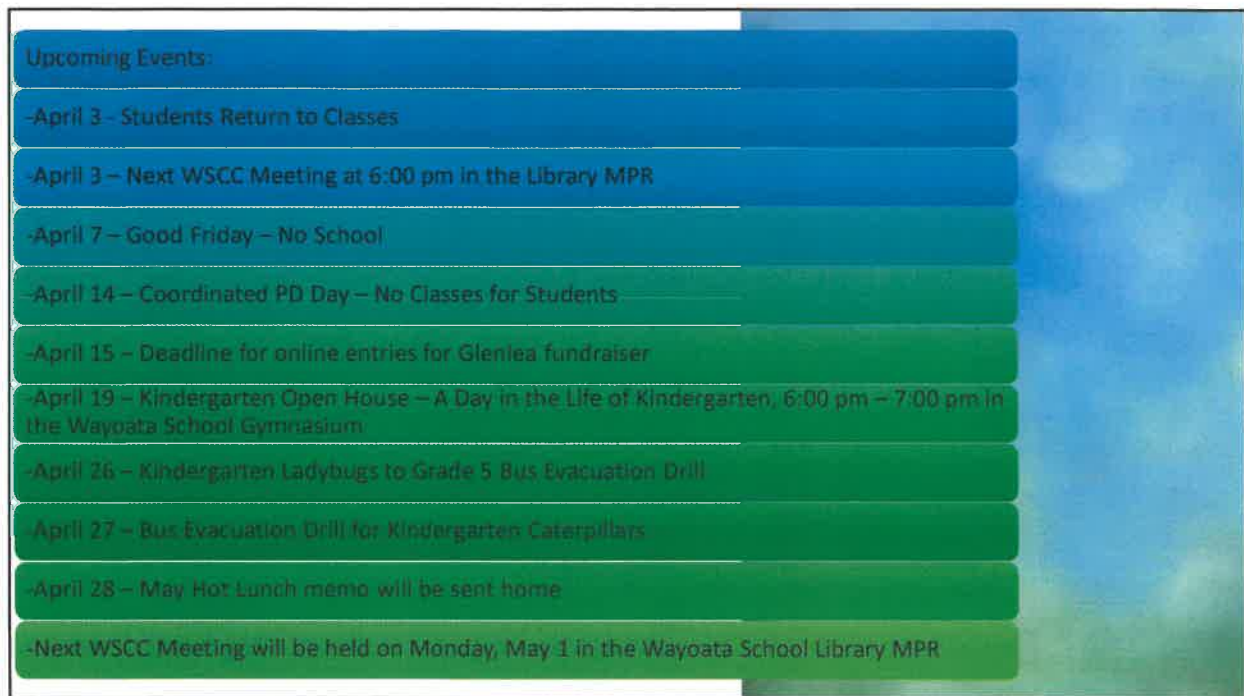 Upcoming Events:
-April 3 - Students Return to Classes
-April 3 – Next WSCC Meeting at 6:00 pm in the Library MPR
-April 7 – Good Friday – No School
-April 14 – Coordinated PD Day – No Classes for Students
-April 15 – Deadline for online entries for Glenlea fundraiser
-April 19 – Kindergarten Open House – A Day in the Life of Kindergarten, 6:00 pm – 7:00 pm in
the Wayoata School Gymnasium
-April 26 – Kindergarten Ladybugs to Grade 5 Bus Evacuation Drill
-April 27 – Bus Evacuation Drill for Kindergarten Caterpillars
-April 28 – May Hot Lunch memo will be sent home
-Next WSCC Meeting will be held on Monday, May 1 in the Wayoata School Library MPR